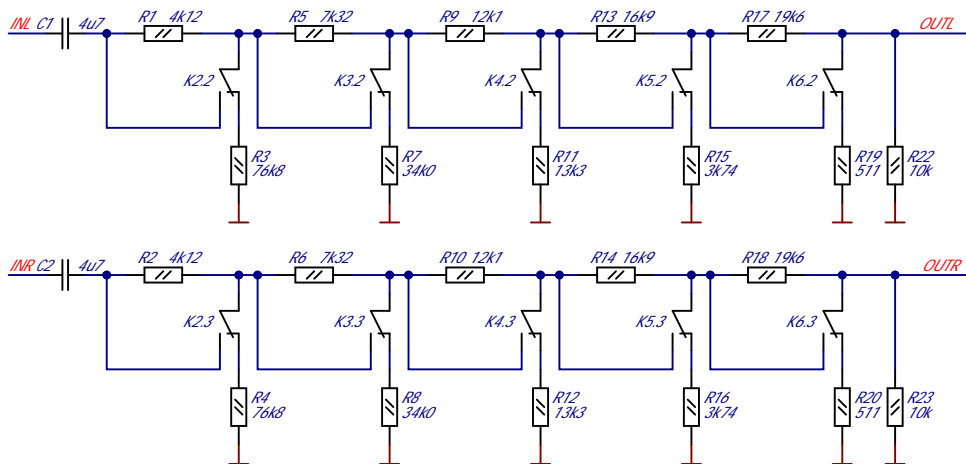 INL C1 4u7 R1 4k12 R5 7k32 R9 12k1 R13 16k9 R17 19k6 OUTL
K2.2 K3.2 K4.2 K5.2 K6.2
R3 R7 R11 R15 R19 R22
76k8 34k0 13k3 3k74 511 10k
INR C2 4u7 R2 4k12 R6 7k32 R10 12k1 R14 16k9 R18 19k6 OUTR
K2.3 K3.3 K4.3 K5.3 K6.3
R4 R8 R12 R16 R20 R23
76k8 34k0 13k3 3k74 511 10k